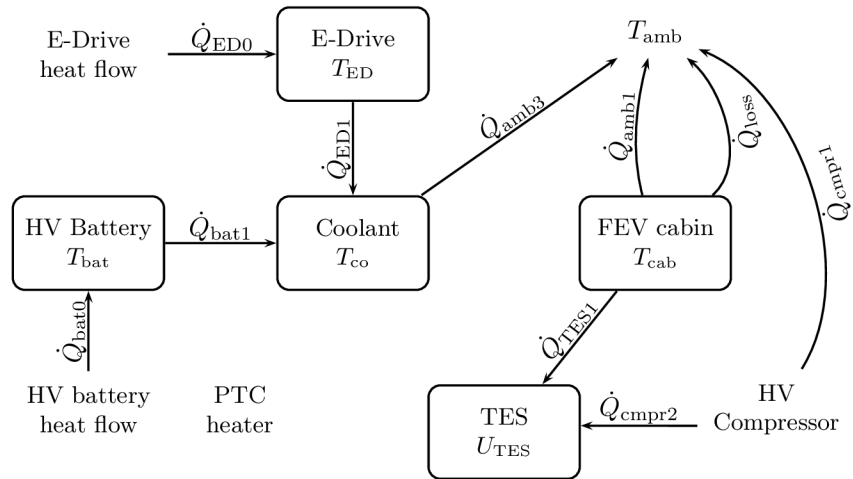 E-Drive
heat flow
Q̇ED0
E-Drive
TED
Tamb
Q̇ED1
Q̇amb3
Q̇amb1
Q̇loss
Q̇cmpr1
HV Battery
Tbat
Q̇bat1
Coolant
Tco
FEV cabin
Tcab
Q̇bat0
Q̇TES1
HV battery
heat flow
PTC
heater
TES
UTES
Q̇cmpr2
HV
Compressor